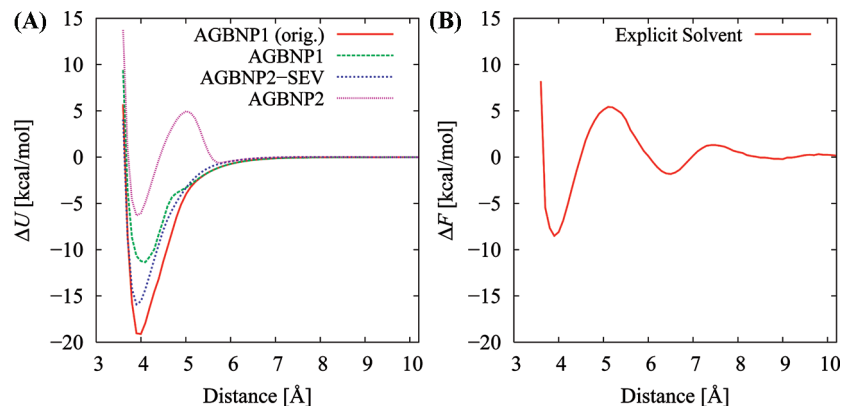 (A)
AGBNP1 (orig.)
AGBNP1
AGBNP2−SEV
AGBNP2
15
10
5
0
−5
−10
−15
−20
ΔU [kcal/mol]
3 4 5 6 7 8 9 10
Distance [Å]
(B)
Explicit Solvent
15
10
5
0
−5
−10
−15
−20
ΔF [kcal/mol]
3 4 5 6 7 8 9 10
Distance [Å]